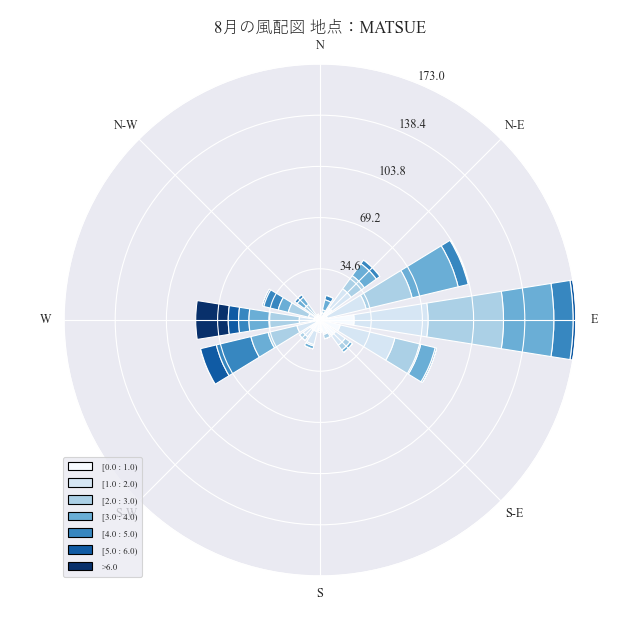 8月の風配図 地点：MATSUE
N
173.0
N-W
N-E
138.4
103.8
69.2
34.6
W
E
[0.0 : 1.0)
[1.0 : 2.0)
[2.0 : 3.0)
S-W
[3.0 : 4.0)
S-E
[4.0 : 5.0)
[5.0 : 6.0)
>6.0
S